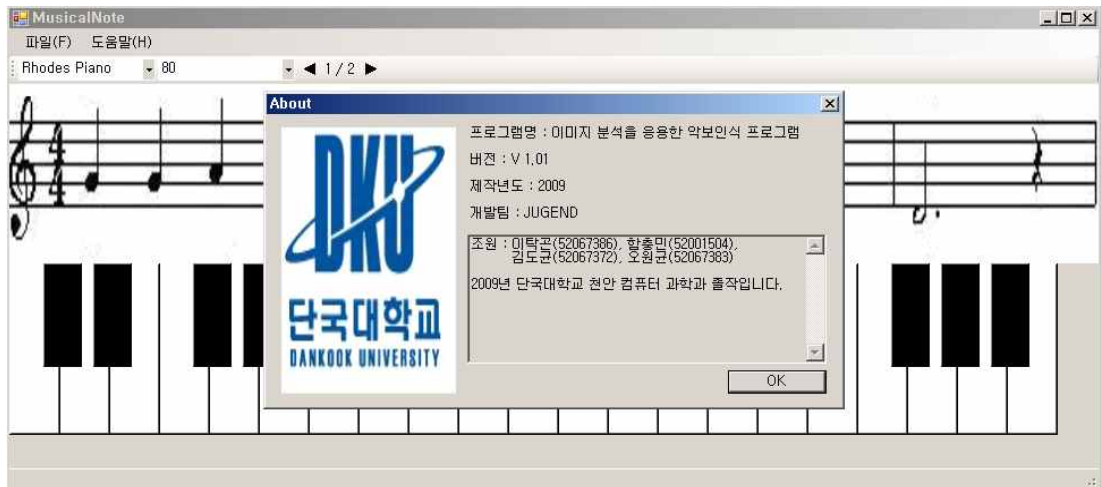 MusicalNote
파일(F) 도움말(H)
Rhodes Piano 80 ◀ 1 / 2 ▶
About
프로그램명 : 이미지 분석을 응용한 악보인식 프로그램
버전 : V 1.01
제작년도 : 2009
개발팀 : JUGEND
DKU
단국대학교
DANKOOK UNIVERSITY
조원 : 이탁곤(52067386), 함충민(52001504),
김도균(52067372), 오원균(52067383)
2009년 단국대학교 천안 컴퓨터 과학과 졸작입니다.
OK
4
4